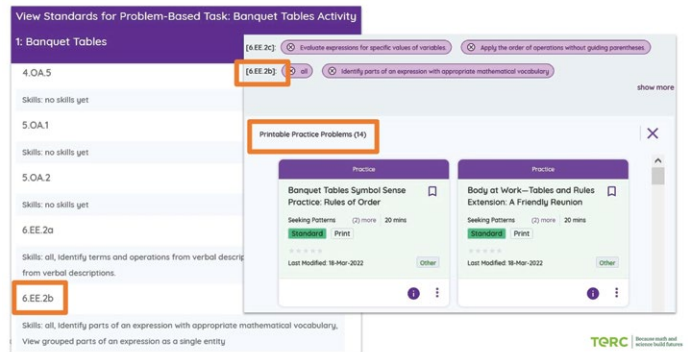 View Standards for Problem-Based Task: Banquet Tables Activity
1: Banquet Tables
4.OA.5
Skills: no skills yet
5.OA.1
Skills: no skills yet
5.OA.2
Skills: no skills yet
6.EE.2a
Skills: all, Identify terms and operations from verbal descrip
from verbal descriptions.
6.EE.2b
Skills: all, Identify parts of an expression with appropriate mathematical vocabulary,
View grouped parts of an expression as a single entity
[6.EE.2c]: Evaluate expressions for specific values of variables. Apply the order of operations without guiding parentheses.
[6.EE.2b]: all Identify parts of an expression with appropriate mathematical vocabulary
show more
Printable Practice Problems (14)
Practice
Banquet Tables Symbol Sense
Practice: Rules of Order
Seeking Patterns (2) more 20 mins
Standard Print
Last Modified: 18-Mar-2022 Other
Practice
Body at Work—Tables and Rules
Extension: A Friendly Reunion
Seeking Patterns (2) more 20 mins
Standard Print
Last Modified: 18-Mar-2022 Other
TERC Because math and
science build futures